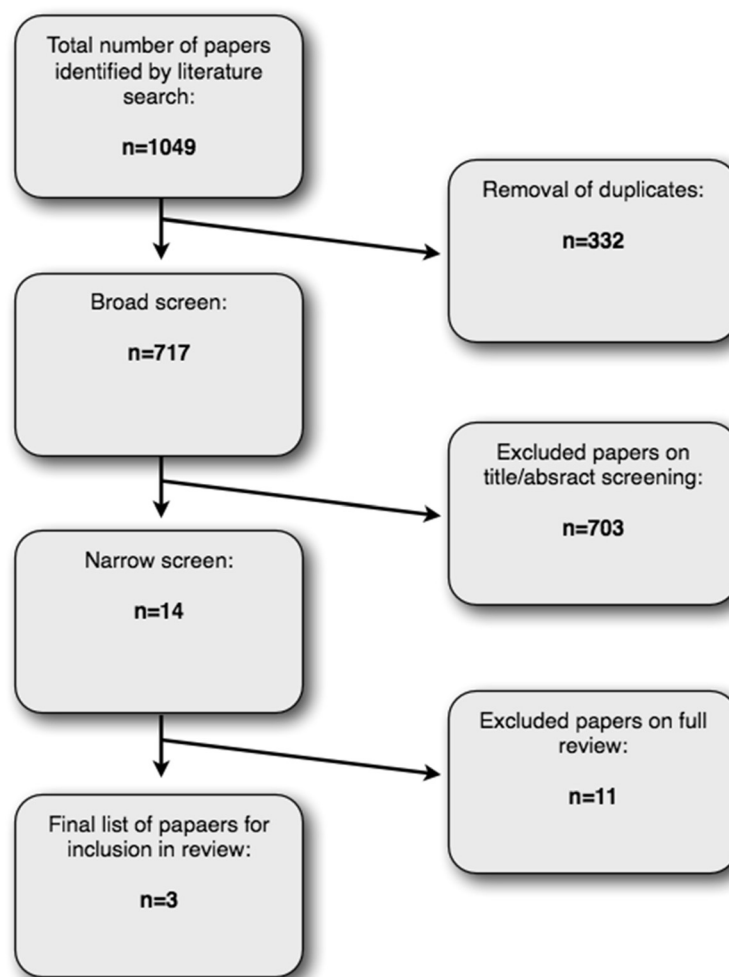 Total number of papers
identified by literature
search:
n=1049
Removal of duplicates:
n=332
Broad screen:
n=717
Excluded papers on
title/absract screening:
n=703
Narrow screen:
n=14
Excluded papers on full
review:
n=11
Final list of papaers for
inclusion in review:
n=3